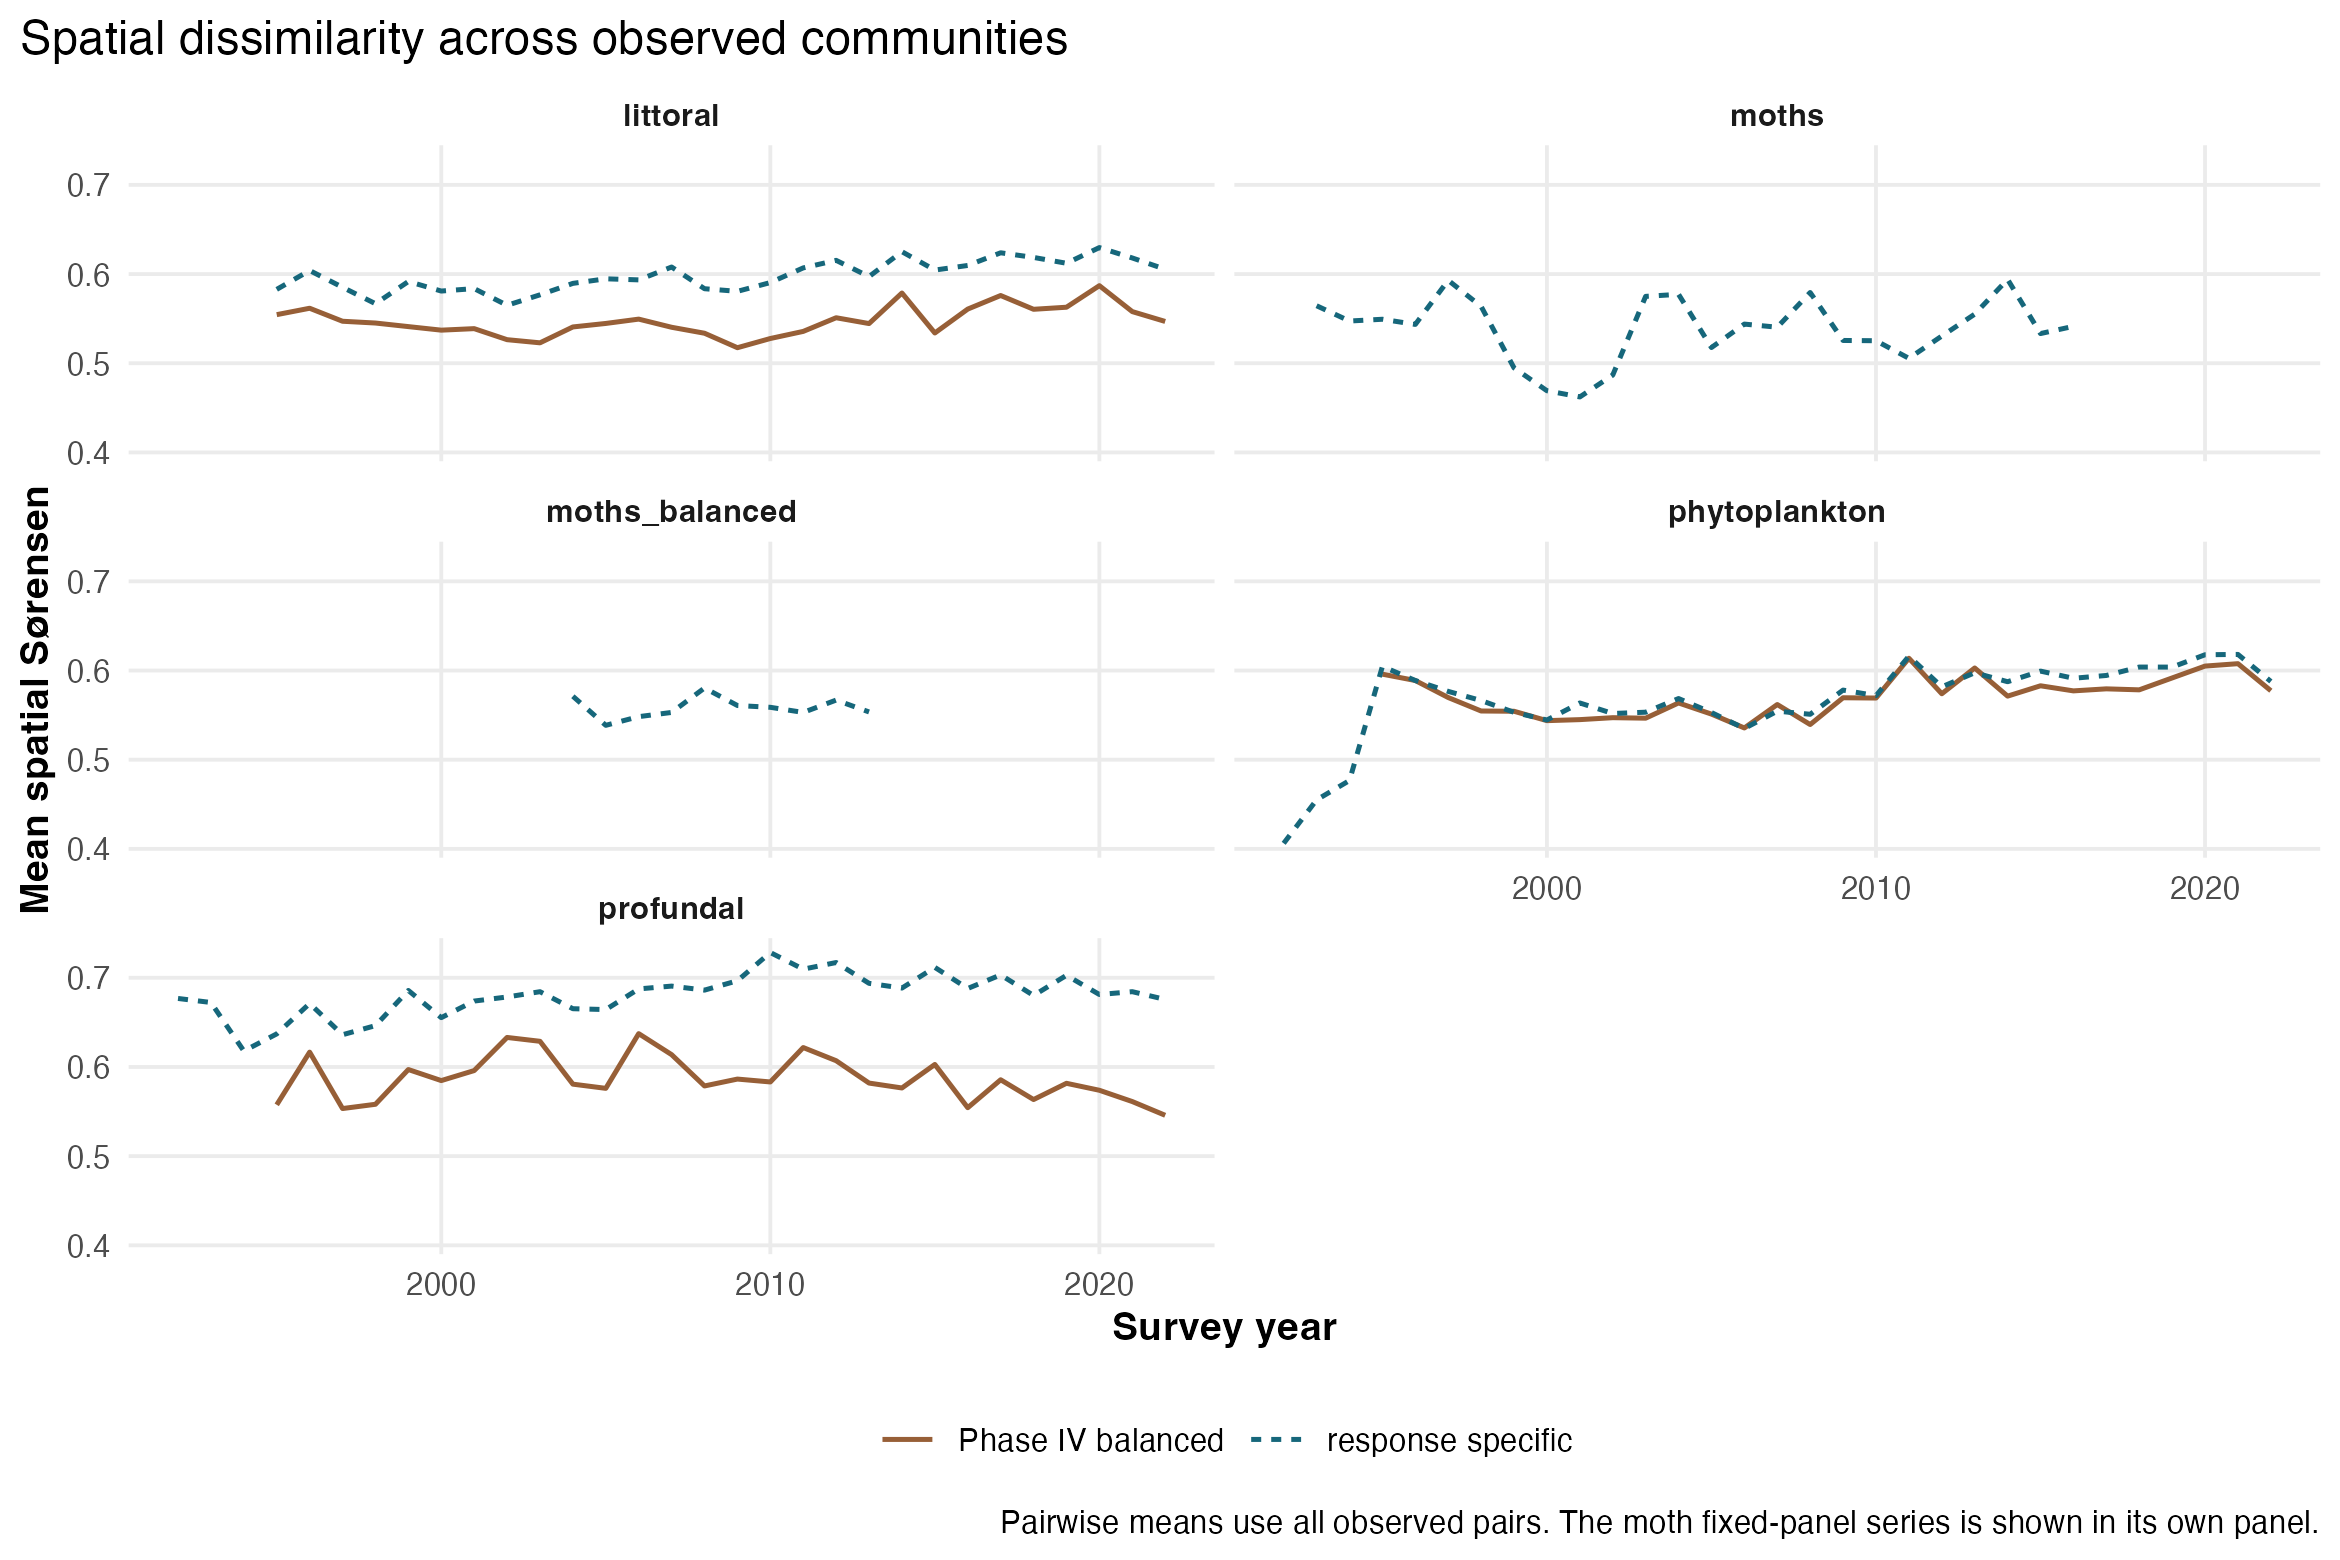 Spatial dissimilarity across observed communities
littoral
moths
0.7
0.6
0.5
0.4
moths_balanced
phytoplankton
0.7
0.6
0.5
0.4
2000 2010 2020
profundal
0.7
0.6
0.5
0.4
2000 2010 2020
Mean spatial Sørensen
Survey year
Phase IV balanced
response specific
Pairwise means use all observed pairs. The moth fixed-panel series is shown in its own panel.